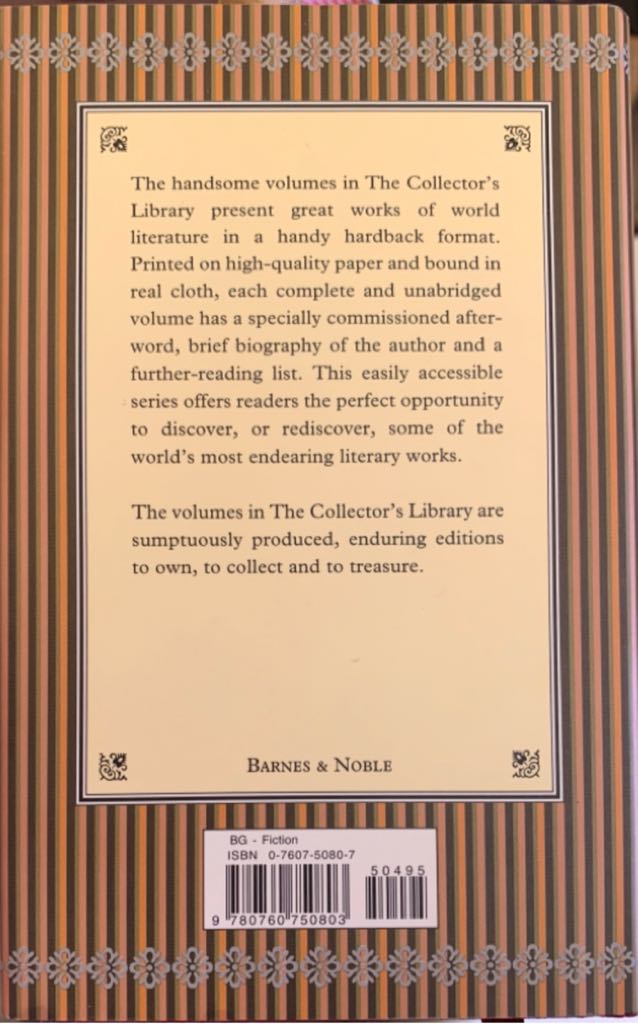 The handsome volumes in The Collector's
Library present great works of world
literature in a handy hardback format.
Printed on high-quality paper and bound in
real cloth, each complete and unabridged
volume has a specially commissioned after-
word, brief biography of the author and a
further-reading list. This easily accessible
series offers readers the perfect opportunity
to discover, or rediscover, some of the
world's most endearing literary works.
The volumes in The Collector's Library are
sumptuously produced, enduring editions
to own, to collect and to treasure.
BARNES & NOBLE
BG - Fiction
ISBN 0-7607-5080-7
50495
9 780760 750803